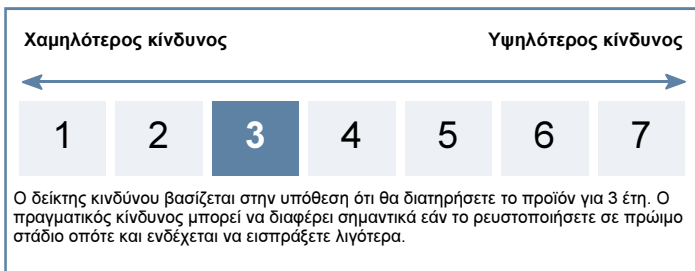 Χαμηλότερος κίνδυνος Υψηλότερος κίνδυνος
1 2 3 4 5 6 7
Ο δείκτης κινδύνου βασίζεται στην υπόθεση ότι θα διατηρήσετε το προϊόν για 3 έτη. Ο
πραγματικός κίνδυνος μπορεί να διαφέρει σημαντικά εάν το ρευστοποιήσετε σε πρώιμο
στάδιο οπότε και ενδέχεται να εισπράξετε λιγότερα.